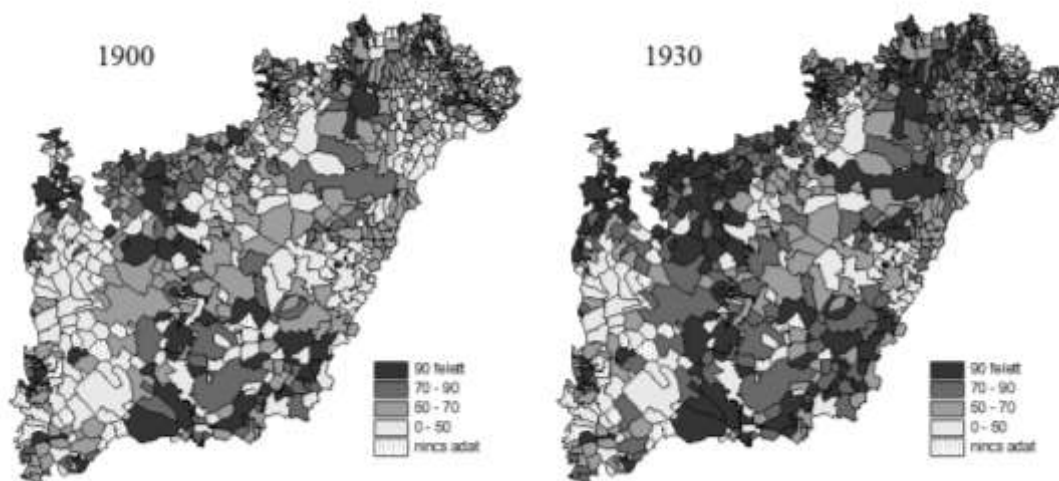 1900
1930
90 felett
70 - 90
50 - 70
0 - 50
nincs adat
90 felett
70 - 90
50 - 70
0 - 50
nincs adat